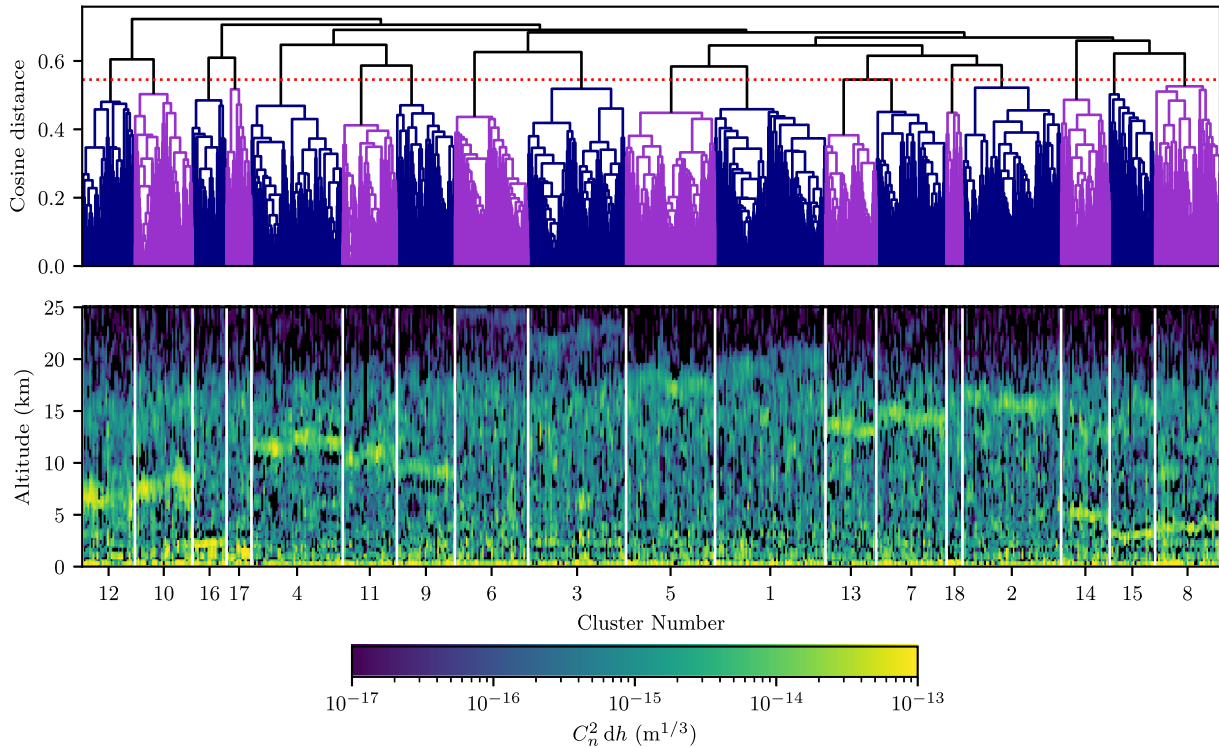 Cosine distance
0.6
0.4
0.2
0.0
Altitude (km)
25
20
15
10
5
0
12 10 16 17 4 11 9 6 3 5 1 13 7 18 2 14 15 8
Cluster Number
10⁻¹⁷ 10⁻¹⁶ 10⁻¹⁵ 10⁻¹⁴ 10⁻¹³
$C_n^2\,\mathrm{d}h$ (m$^{1/3}$)